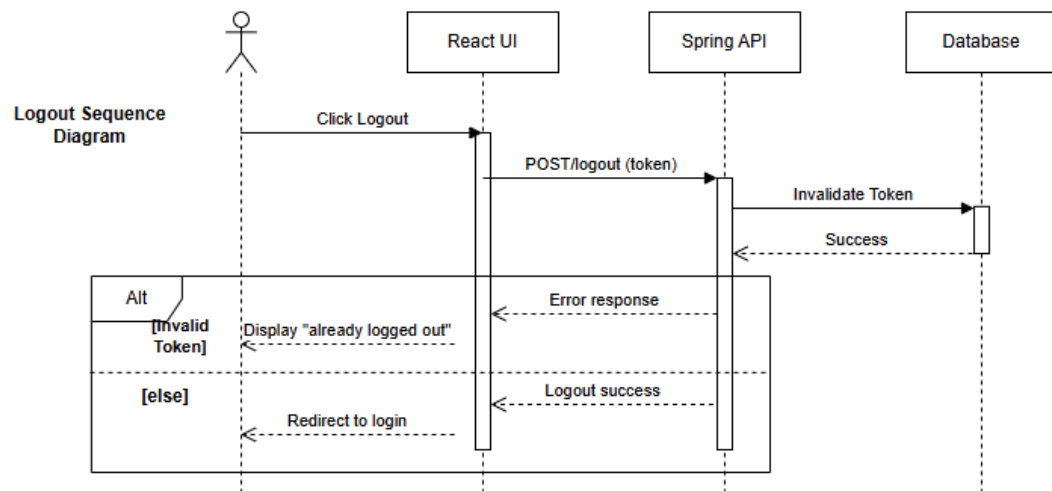 React UI
Spring API
Database
Logout Sequence
Diagram
Click Logout
POST/logout (token)
Invalidate Token
Success
Alt
Error response
[Invalid
Token]
Display "already logged out"
[else]
Logout success
Redirect to login